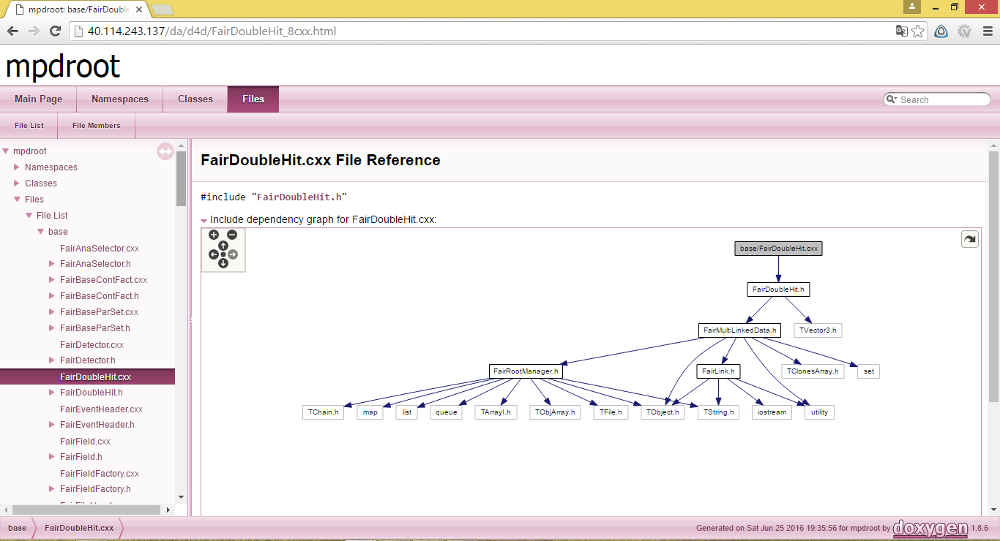 mpdroot: base/FairDoubleHit
40.114.243.137/da/d4d/FairDoubleHit_8cxx.html
mpdroot
Main Page Namespaces Classes Files Search
File List File Members
mpdroot
Namespaces
Classes
Files
File List
base
FairAnaSelector.cxx
FairAnaSelector.h
FairBaseContFact.cxx
FairBaseContFact.h
FairBaseParSet.cxx
FairBaseParSet.h
FairDetector.cxx
FairDetector.h
FairDoubleHit.cxx
FairDoubleHit.h
FairEventHeader.cxx
FairEventHeader.h
FairField.cxx
FairField.h
FairFieldFactory.cxx
FairFieldFactory.h
FairDoubleHit.cxx File Reference
#include "FairDoubleHit.h"
Include dependency graph for FairDoubleHit.cxx:
base/FairDoubleHit.cxx
FairDoubleHit.h
FairMultiLinkedData.h TVector3.h
FairRootManager.h FairLink.h TClonesArray.h set
TChain.h map list queue TArrayI.h TObjArray.h TFile.h TObject.h TString.h iostream utility
base FairDoubleHit.cxx Generated on Sat Jun 25 2016 19:35:56 for mpdroot by doxygen 1.8.6